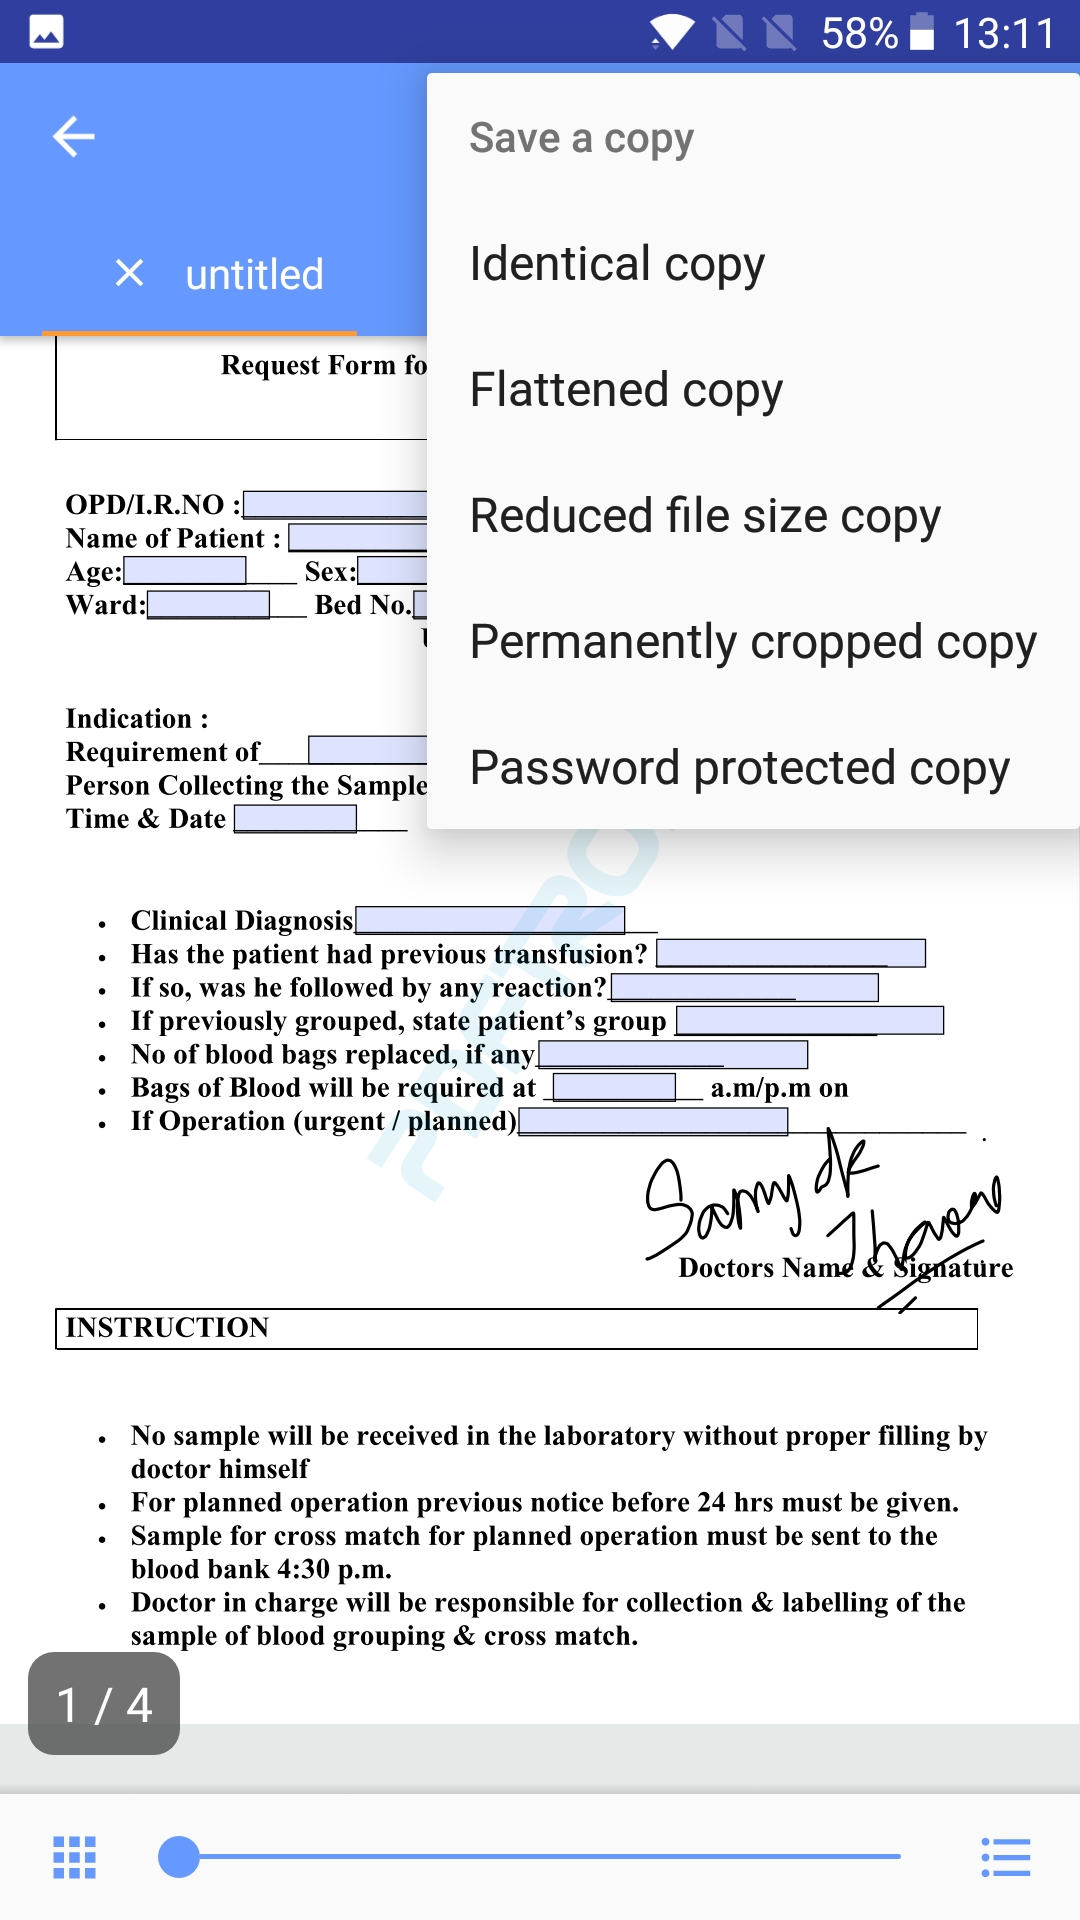 58% 13:11
Save a copy
Identical copy
× untitled
Request Form fo
Flattened copy
OPD/I.R.NO :
Reduced file size copy
Name of Patient :
Age: Sex:
Ward: Bed No.
Permanently cropped copy
Indication :
Requirement of
Password protected copy
Person Collecting the Sample
Time & Date
PDFTRO
• Clinical Diagnosis
• Has the patient had previous transfusion?
• If so, was he followed by any reaction?
• If previously grouped, state patient’s group
• No of blood bags replaced, if any
• Bags of Blood will be required at a.m/p.m on
• If Operation (urgent / planned) .
Doctors Name & Signature
INSTRUCTION
• No sample will be received in the laboratory without proper filling by
doctor himself
• For planned operation previous notice before 24 hrs must be given.
• Sample for cross match for planned operation must be sent to the
blood bank 4:30 p.m.
• Doctor in charge will be responsible for collection & labelling of the
sample of blood grouping & cross match.
1 / 4